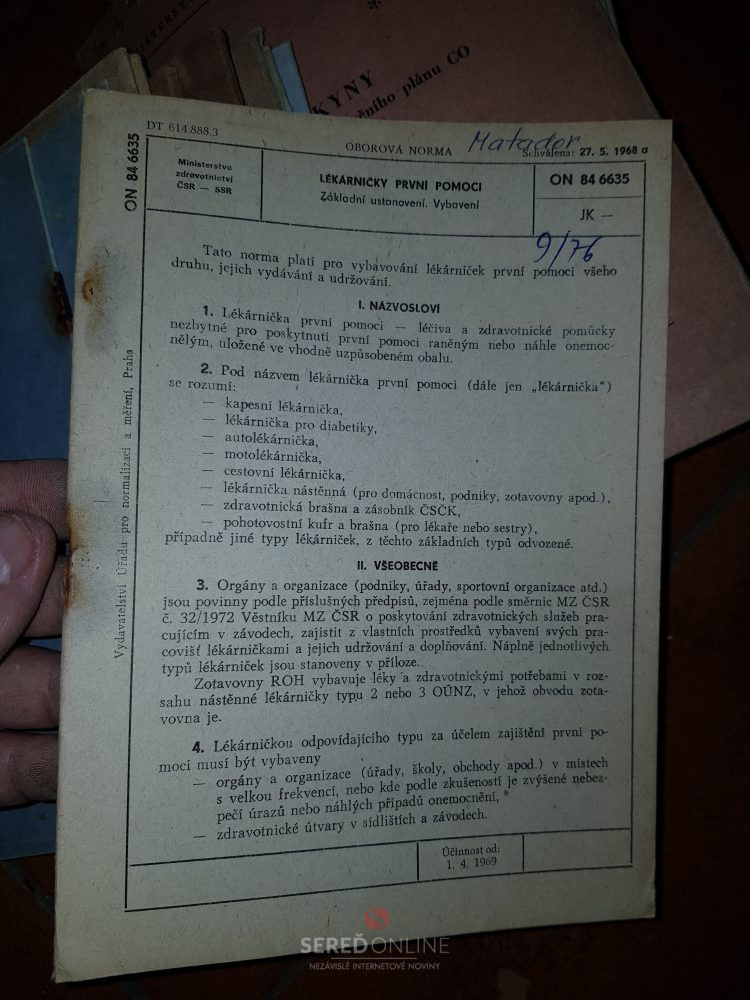 MINISTERST
KYNY
čního plánu CO
DT 614.888.3
OBOROVÁ NORMA
Matador
Schválena: 27. 5. 1968 a
ON 84 6635
Ministerstvo
zdravotnictví
ČSR — SSR
LÉKÁRNIČKY PRVNÍ POMOCI
Základní ustanovení. Vybavení
ON 84 6635
JK —
9/76
Tato norma platí pro vybavování lékárniček první pomoci všeho
druhu, jejich vydávání a udržování.
I. NÁZVOSLOVÍ
1. Lékárnička první pomoci — léčiva a zdravotnické pomůcky
nezbytné pro poskytnutí první pomoci raněným nebo náhle onemoc-
nělým, uložené ve vhodně uzpůsobeném obalu.
2. Pod názvem lékárnička první pomoci (dále jen „lékárnička“)
se rozumí:
— kapesní lékárnička,
— lékárnička pro diabetiky,
— autolékárnička,
— motolékárnička,
— cestovní lékárnička,
— lékárnička nástěnná (pro domácnost, podniky, zotavovny apod.),
— zdravotnická brašna a zásobník ČSČK,
— pohotovostní kufr a brašna (pro lékaře nebo sestry),
případně jiné typy lékárniček, z těchto základních typů odvozené.
II. VŠEOBECNĚ
3. Orgány a organizace (podniky, úřady, sportovní organizace atd.)
jsou povinny podle příslušných předpisů, zejména podle směrnic MZ ČSR
č. 32/1972 Věstníku MZ ČSR o poskytování zdravotnických služeb pra-
cujícím v závodech, zajistit z vlastních prostředků vybavení svých pra-
covišť lékárničkami a jejich udržování a doplňování. Náplně jednotlivých
typů lékárniček jsou stanoveny v příloze.
Zotavovny ROH vybavuje léky a zdravotnickými potřebami v roz-
sahu nástěnné lékárničky typu 2 nebo 3 OÚNZ, v jehož obvodu zota-
vovna je.
4. Lékárničkou odpovídajícího typu za účelem zajištění první po-
moci musí být vybaveny
— orgány a organizace (úřady, školy, obchody apod.) v místech
s velkou frekvencí, nebo kde podle zkušeností je zvýšené nebez-
pečí úrazů nebo náhlých případů onemocnění,
— zdravotnické útvary v sídlištích a závodech.
Účinnost od:
1. 4. 1969
Vydavatelství Úřadu pro normalizaci a měření, Praha
SEREĎONLINE
NEZÁVISLÉ INTERNETOVÉ NOVINY